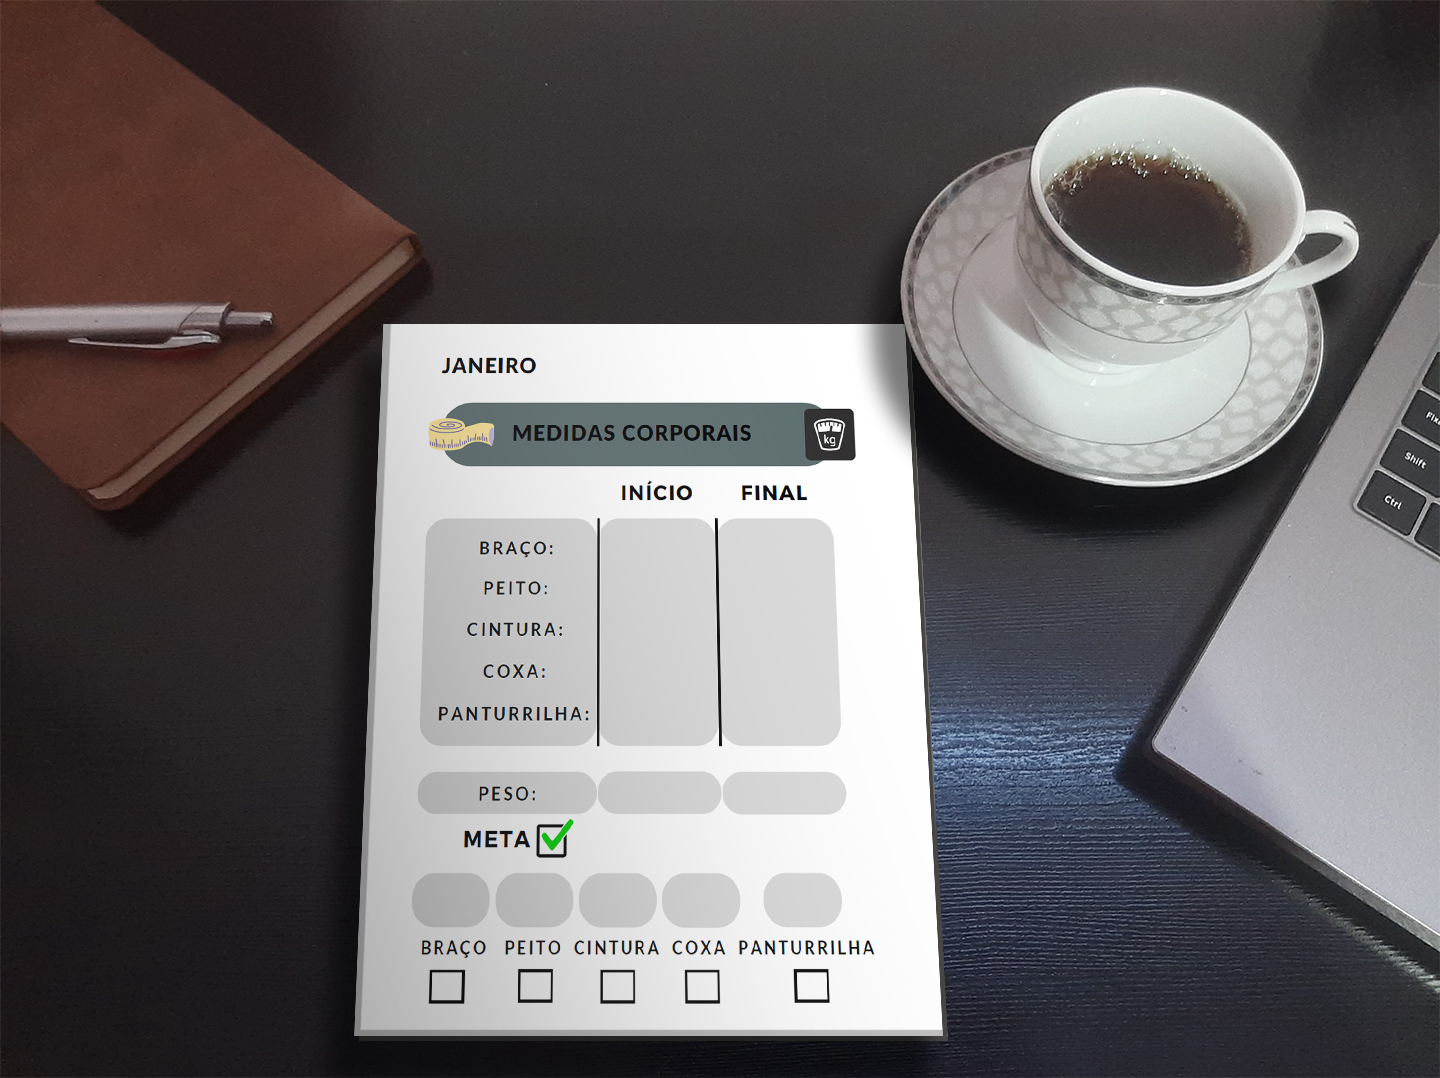 JANEIRO
MEDIDAS CORPORAIS
kg
INÍCIO FINAL
BRAÇO:
PEITO:
CINTURA:
COXA:
PANTURRILHA:
PESO:
META
BRAÇO PEITO CINTURA COXA PANTURRILHA
Shift
Ctrl